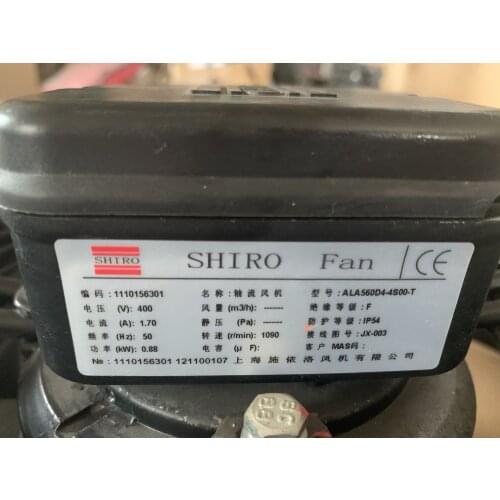 SHIRO SHIRO Fan CE
编 码: 1110156301 名 称: 轴流风机 型 号: ALA560D4-4S00-T
电 压 (V): 400 风 量 (m3/h): ------ 绝缘等级: F
电 流 (A): 1.70 静 压 (Pa): ------ 防护等级: IP54
频 率 (Hz): 50 转 速 (r/min): 1090 接线图号: JX-003
功 率 (kW): 0.88 电 容 (μ F): ------ 客 户 MAS码:
№: 1110156301 121100107 上海施依洛风机有限公司